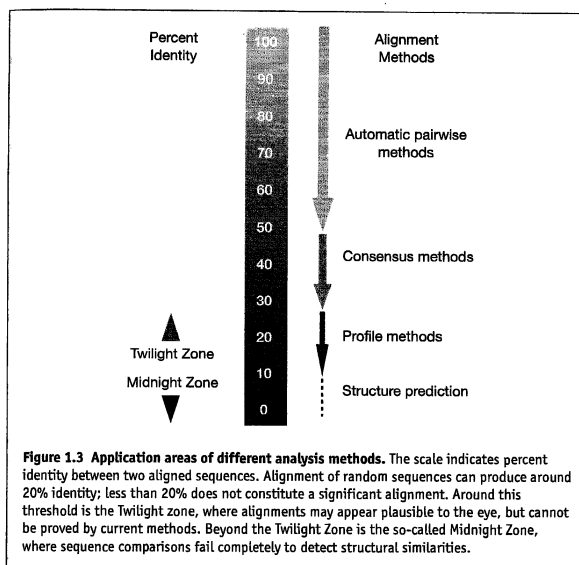 Percent
Identity
Alignment
Methods
100
90
80
70
60
50
40
30
20
10
0
Automatic pairwise
methods
Consensus methods
Profile methods
Structure prediction
Twilight Zone
Midnight Zone
Figure 1.3 Application areas of different analysis methods. The scale indicates percent
identity between two aligned sequences. Alignment of random sequences can produce around
20% identity; less than 20% does not constitute a significant alignment. Around this
threshold is the Twilight zone, where alignments may appear plausible to the eye, but cannot
be proved by current methods. Beyond the Twilight Zone is the so-called Midnight Zone,
where sequence comparisons fail completely to detect structural similarities.